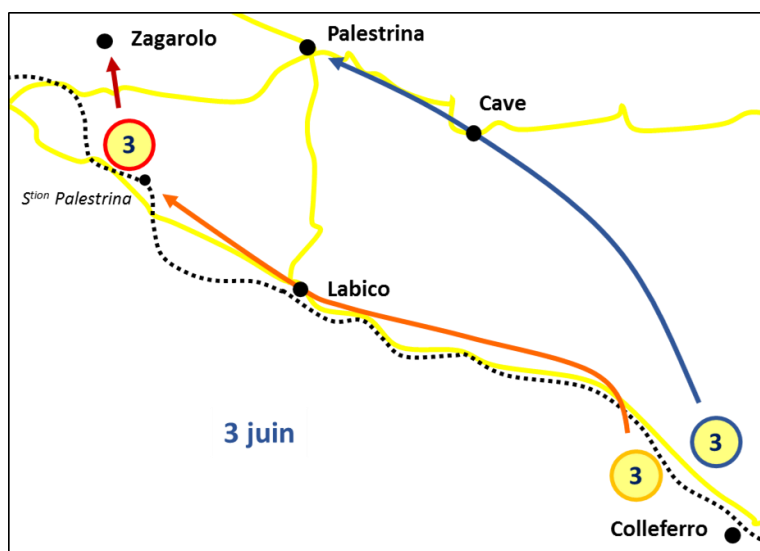 Zagarolo
Palestrina
Cave
3
Stion Palestrina
Labico
3 juin
3
3
Colleferro